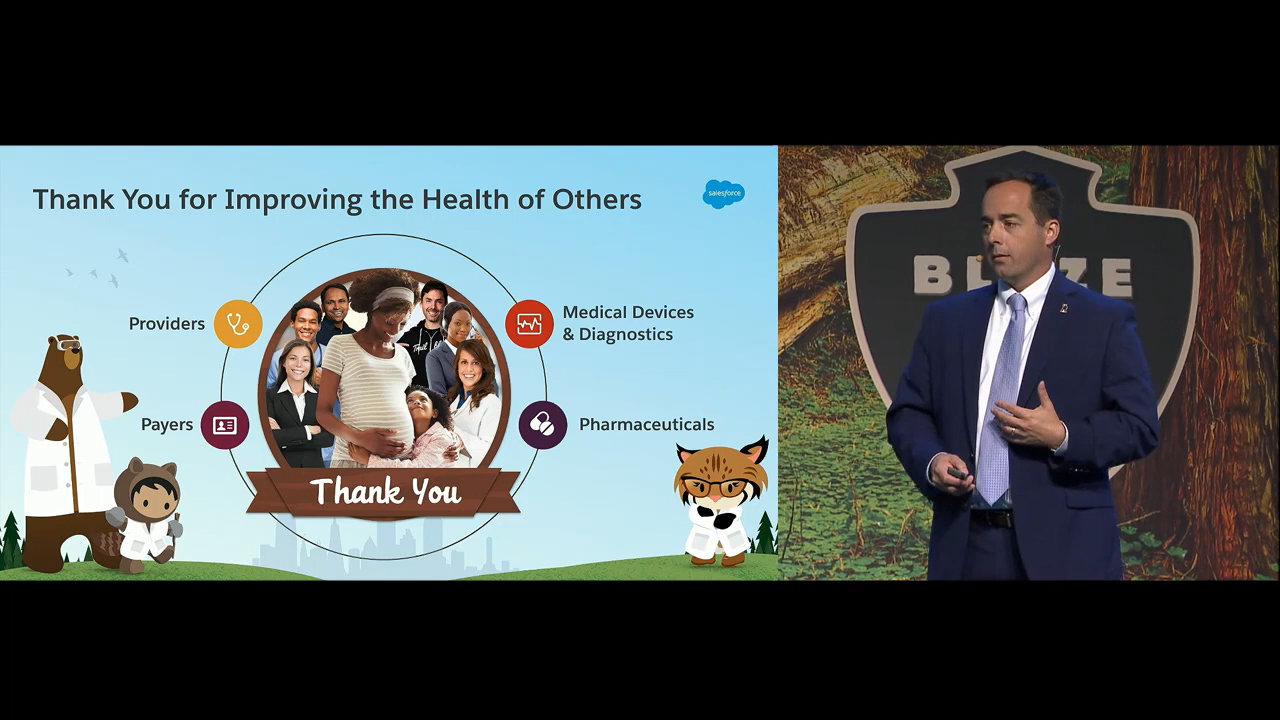 Thank You for Improving the Health of Others
salesforce
Providers
Medical Devices
& Diagnostics
Payers
Pharmaceuticals
Thank You